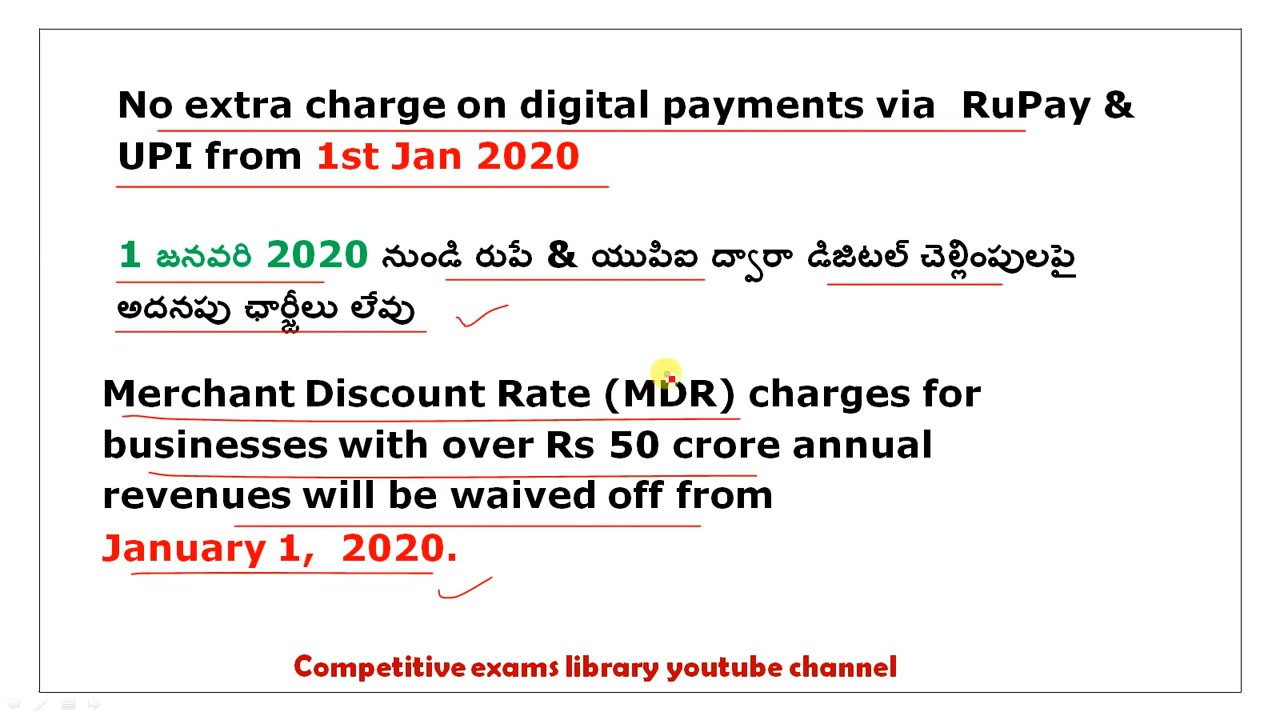 No extra charge on digital payments via RuPay &
UPI from 1st Jan 2020
1 జనవరి 2020 నుండి రుపే & యుపిఐ ద్వారా డిజిటల్ చెల్లింపులపై
అదనపు ఛార్జీలు లేవు
Merchant Discount Rate (MDR) charges for
businesses with over Rs 50 crore annual
revenues will be waived off from
January 1, 2020.
Competitive exams library youtube channel